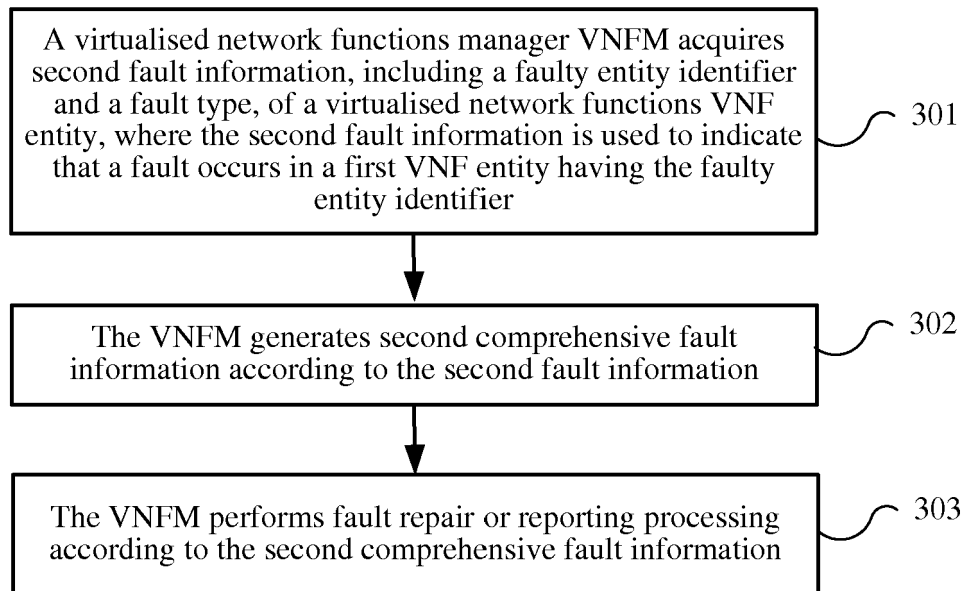 A virtualised network functions manager VNFM acquires
second fault information, including a faulty entity identifier
and a fault type, of a virtualised network functions VNF
entity, where the second fault information is used to indicate
that a fault occurs in a first VNF entity having the faulty
entity identifier
301
The VNFM generates second comprehensive fault
information according to the second fault information
302
The VNFM performs fault repair or reporting processing
according to the second comprehensive fault information
303